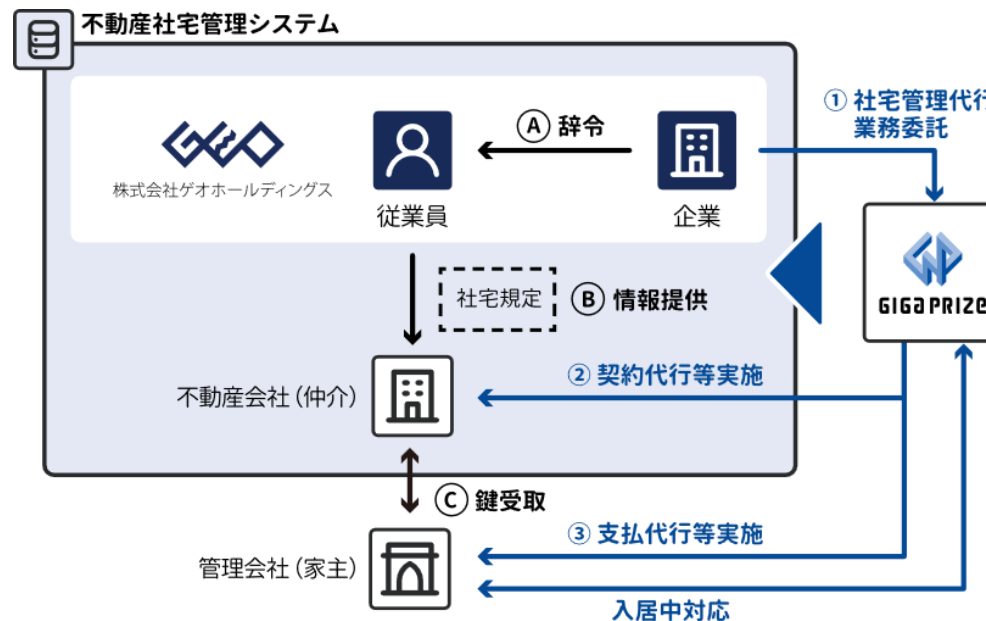 不動産社宅管理システム
GEO
株式会社ゲオホールディングス
従業員
Ⓐ 辞令
企業
① 社宅管理代行
業務委託
GIGA PRIZE
社宅規定
Ⓑ 情報提供
不動産会社（仲介）
② 契約代行等実施
Ⓒ 鍵受取
管理会社（家主）
③ 支払代行等実施
入居中対応